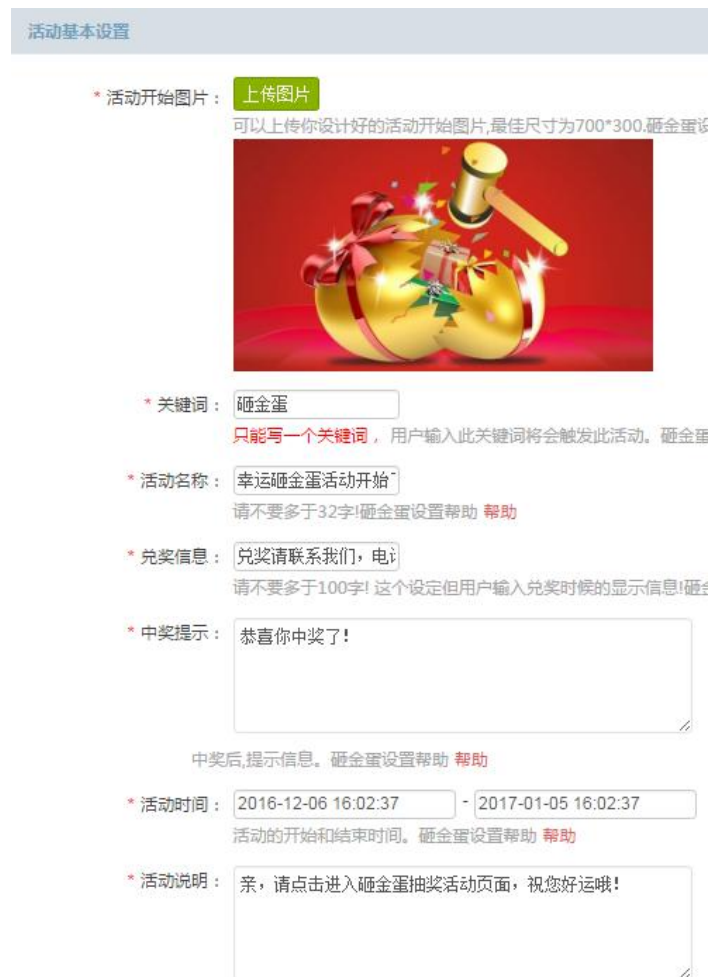 活动基本设置
* 活动开始图片： 上传图片
可以上传你设计好的活动开始图片,最佳尺寸为700*300.砸金蛋设
* 关键词： 砸金蛋
只能写一个关键词， 用户输入此关键词将会触发此活动。砸金蛋
* 活动名称： 幸运砸金蛋活动开始
请不要多于32字!砸金蛋设置帮助 帮助
* 兑奖信息： 兑奖请联系我们，电
请不要多于100字! 这个设定但用户输入兑奖时候的显示信息!砸金
* 中奖提示： 恭喜你中奖了!
中奖后,提示信息。砸金蛋设置帮助 帮助
* 活动时间： 2016-12-06 16:02:37 - 2017-01-05 16:02:37
活动的开始和结束时间。砸金蛋设置帮助 帮助
* 活动说明： 亲，请点击进入砸金蛋抽奖活动页面，祝您好运哦!